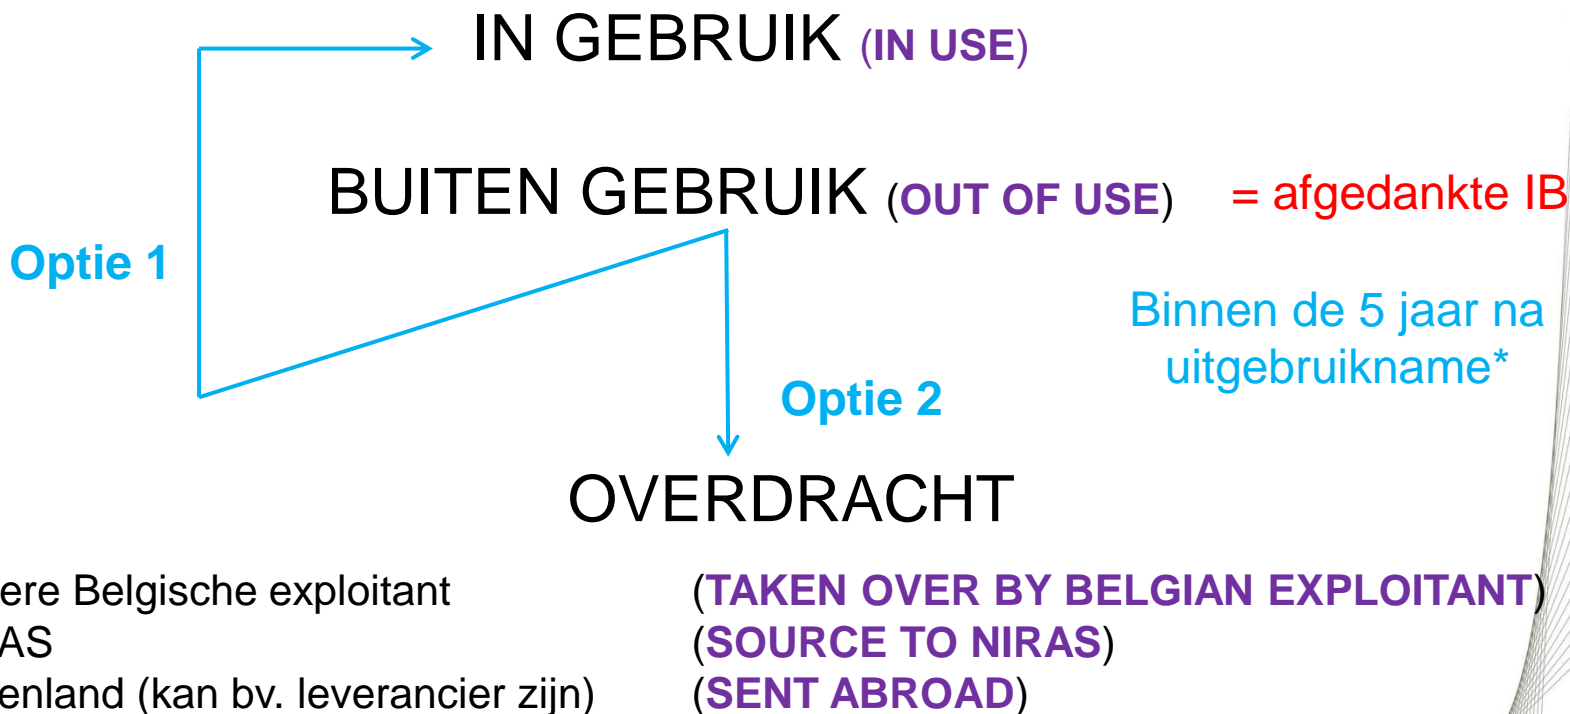 IN GEBRUIK (IN USE)
BUITEN GEBRUIK (OUT OF USE) = afgedankte IB
Optie 1
Binnen de 5 jaar na
uitgebruikname*
Optie 2
OVERDRACHT
ere Belgische exploitant (TAKEN OVER BY BELGIAN EXPLOITANT)
AS (SOURCE TO NIRAS)
enland (kan bv. leverancier zijn) (SENT ABROAD)